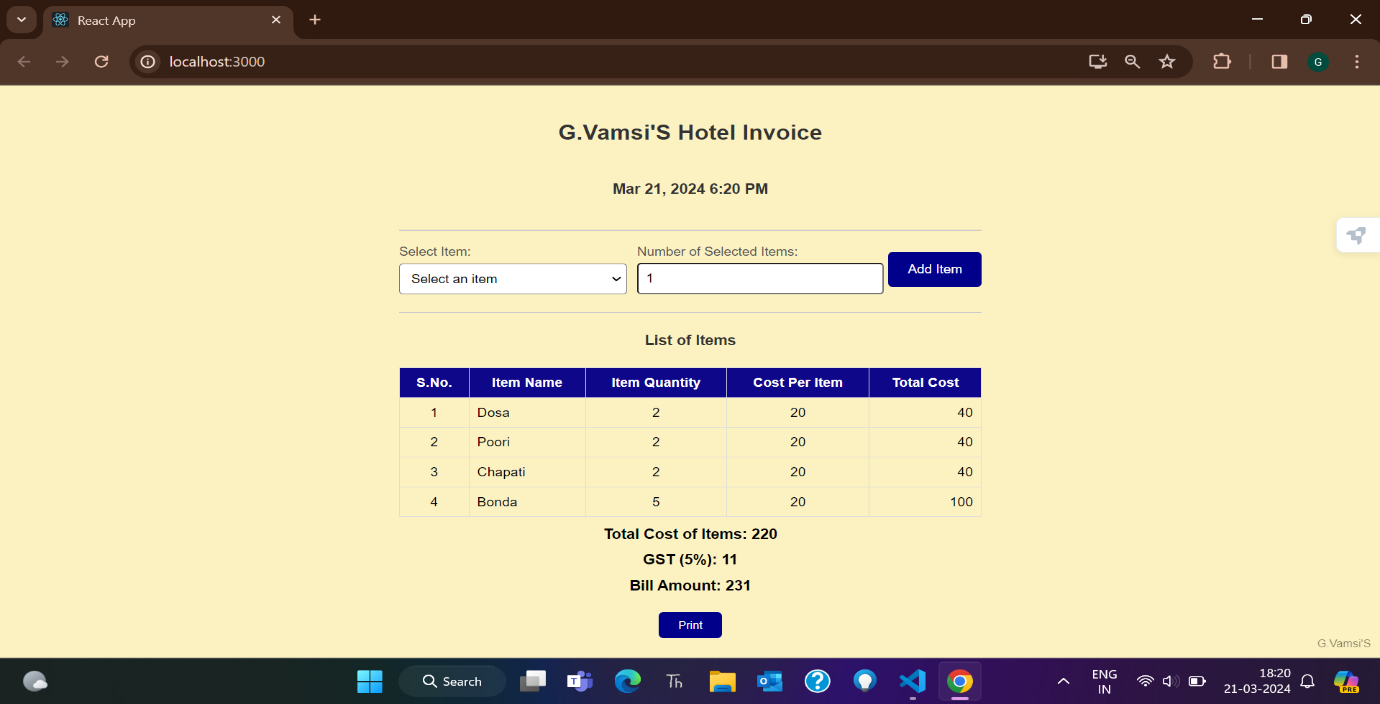 React App
localhost:3000
G
G.Vamsi'S Hotel Invoice
Mar 21, 2024 6:20 PM
Select Item:
Number of Selected Items:
Select an item
1
Add Item
List of Items
S.No. Item Name Item Quantity Cost Per Item Total Cost
1 Dosa 2 20 40
2 Poori 2 20 40
3 Chapati 2 20 40
4 Bonda 5 20 100
Total Cost of Items: 220
GST (5%): 11
Bill Amount: 231
Print
G.Vamsi'S
Search
T
Th
ENG
IN
18:20
21-03-2024
PRE